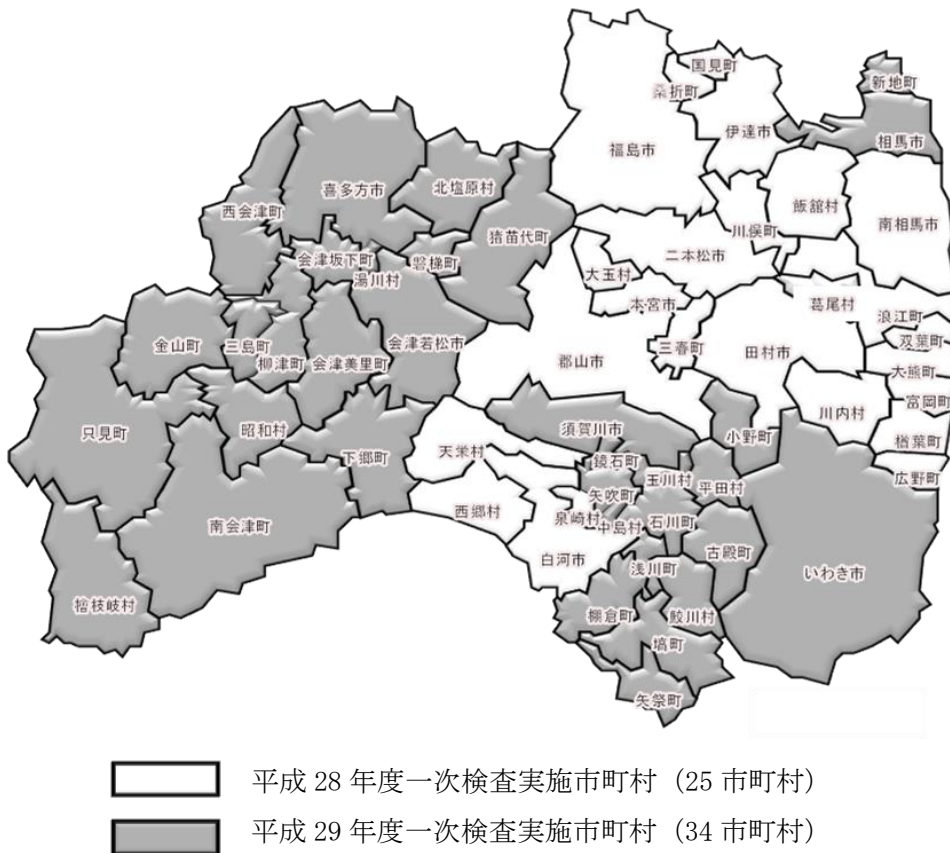 国見町
桑折町
新地町
伊達市
相馬市
福島市
喜多方市
北塩原村
飯舘村
西会津町
猪苗代町
川俣町
南相馬市
二本松市
会津坂下町
磐梯町
湯川村
大玉村
本宮市
葛尾村
浪江町
双葉町
金山町
三島町
柳津町
会津美里町
会津若松市
郡山市
三春町
田村市
大熊町
富岡町
川内村
只見町
昭和村
下郷町
天栄村
須賀川市
小野町
楢葉町
鏡石町
玉川村
平田村
広野町
矢吹町
西郷村
泉崎村
中島村
石川町
南会津町
白河市
古殿町
浅川町
いわき市
檜枝岐村
棚倉町
鮫川村
塙町
矢祭町
平成 28 年度一次検査実施市町村（25 市町村）
平成 29 年度一次検査実施市町村（34 市町村）